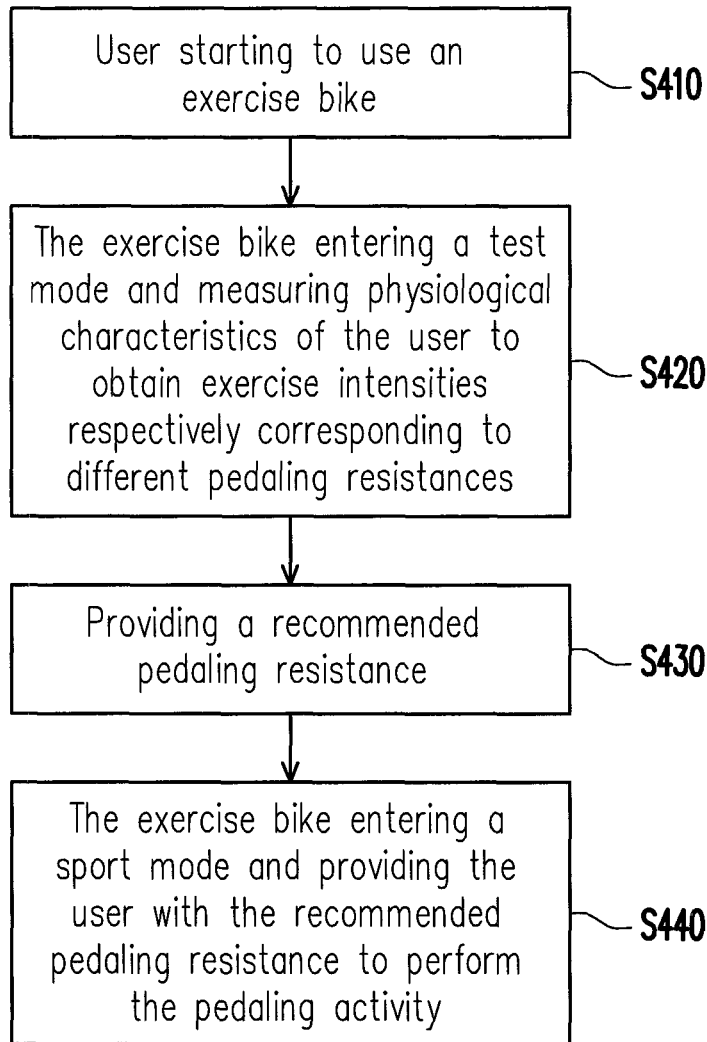 User starting to use an
exercise bike
S410
The exercise bike entering a test
mode and measuring physiological
characteristics of the user to
obtain exercise intensities
respectively corresponding to
different pedaling resistances
S420
Providing a recommended
pedaling resistance
S430
The exercise bike entering a
sport mode and providing the
user with the recommended
pedaling resistance to perform
the pedaling activity
S440